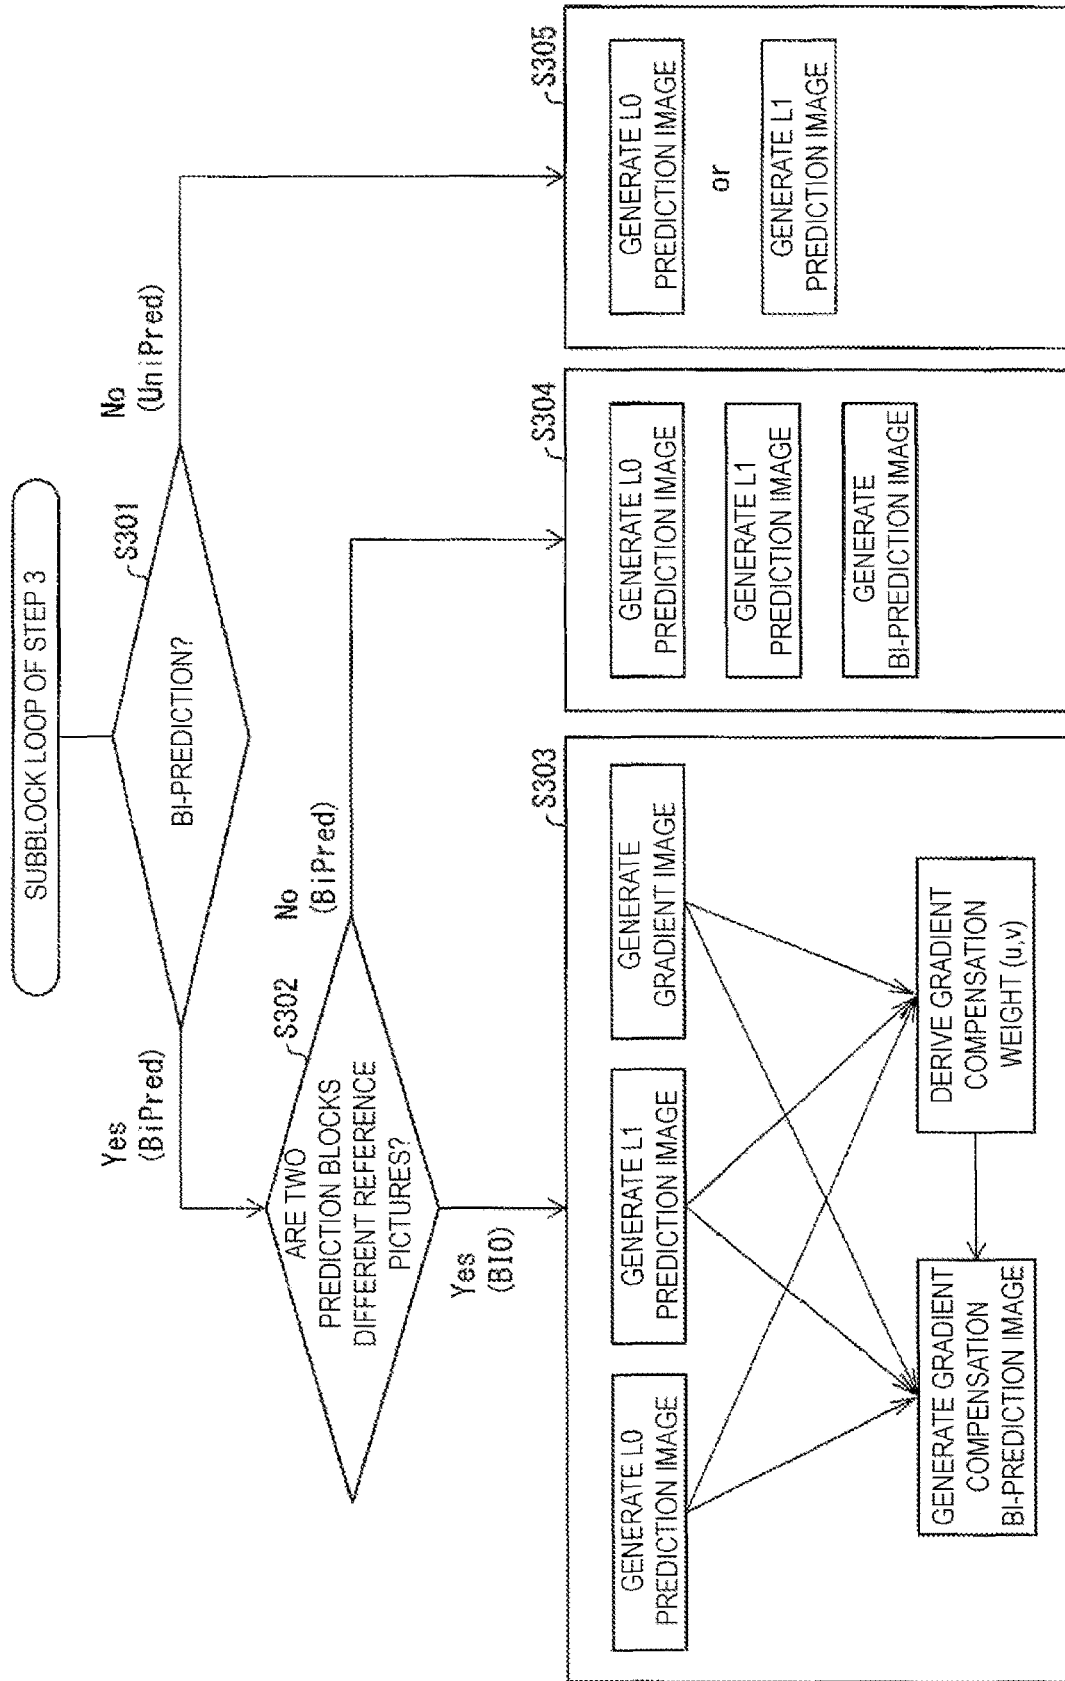 SUBBLOCK LOOP OF STEP 3
S301
BI-PREDICTION?
Yes
(BiPred)
No
(UniPred)
S302
ARE TWO
PREDICTION BLOCKS
DIFFERENT REFERENCE
PICTURES?
No
(BiPred)
Yes
(BIO)
S303
GENERATE L0
PREDICTION IMAGE
GENERATE L1
PREDICTION IMAGE
GENERATE
GRADIENT IMAGE
GENERATE GRADIENT
COMPENSATION
BI-PREDICTION IMAGE
DERIVE GRADIENT
COMPENSATION
WEIGHT (u,v)
S304
GENERATE L0
PREDICTION IMAGE
GENERATE L1
PREDICTION IMAGE
GENERATE
BI-PREDICTION IMAGE
S305
GENERATE L0
PREDICTION IMAGE
or
GENERATE L1
PREDICTION IMAGE